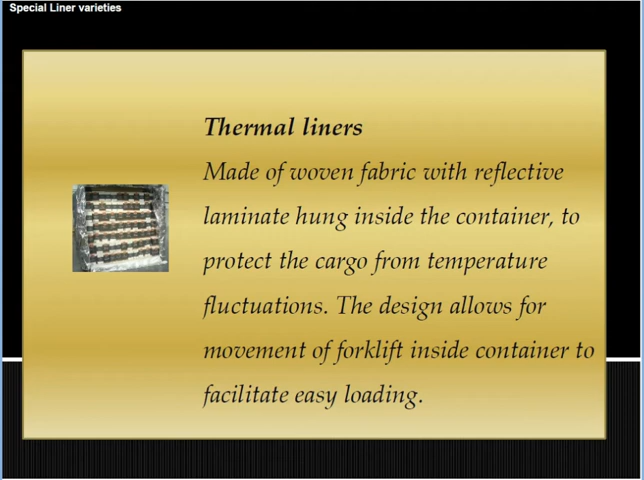 Special Liner varieties
Thermal liners
Made of woven fabric with reflective
laminate hung inside the container, to
protect the cargo from temperature
fluctuations. The design allows for
movement of forklift inside container to
facilitate easy loading.